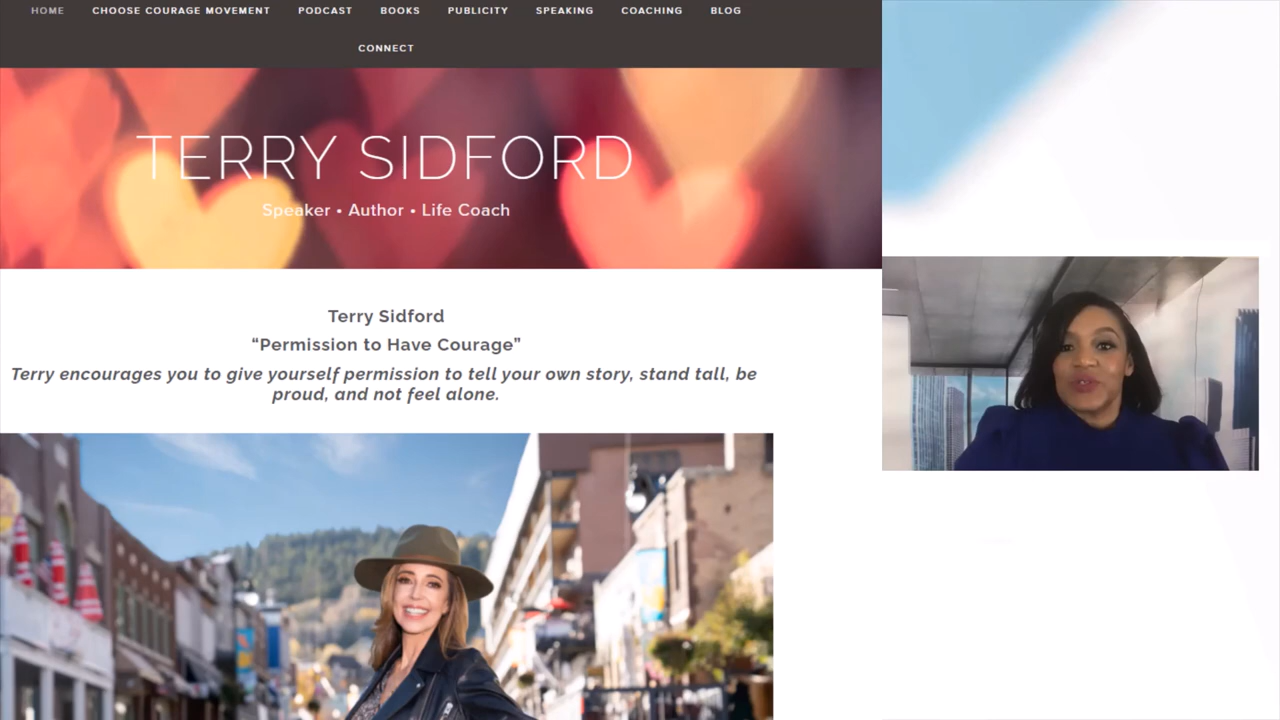 HOME CHOOSE COURAGE MOVEMENT PODCAST BOOKS PUBLICITY SPEAKING COACHING BLOG
CONNECT
TERRY SIDFORD
Speaker • Author • Life Coach
Terry Sidford
“Permission to Have Courage”
Terry encourages you to give yourself permission to tell your own story, stand tall, be
proud, and not feel alone.